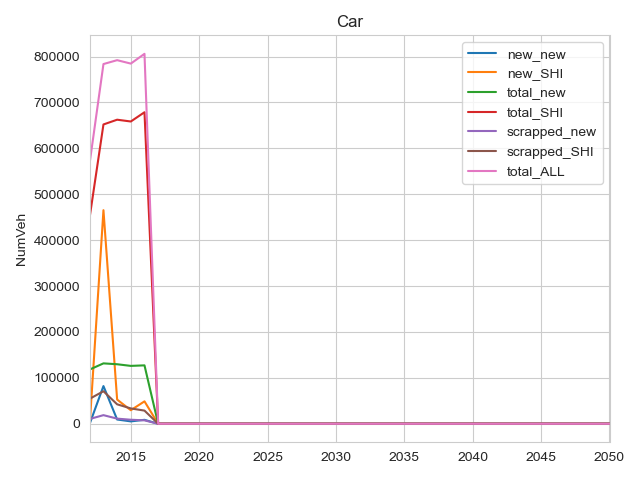 Car
NumVeh
800000
700000
600000
500000
400000
300000
200000
100000
0
2015 2020 2025 2030 2035 2040 2045 2050
new_new
new_SHI
total_new
total_SHI
scrapped_new
scrapped_SHI
total_ALL